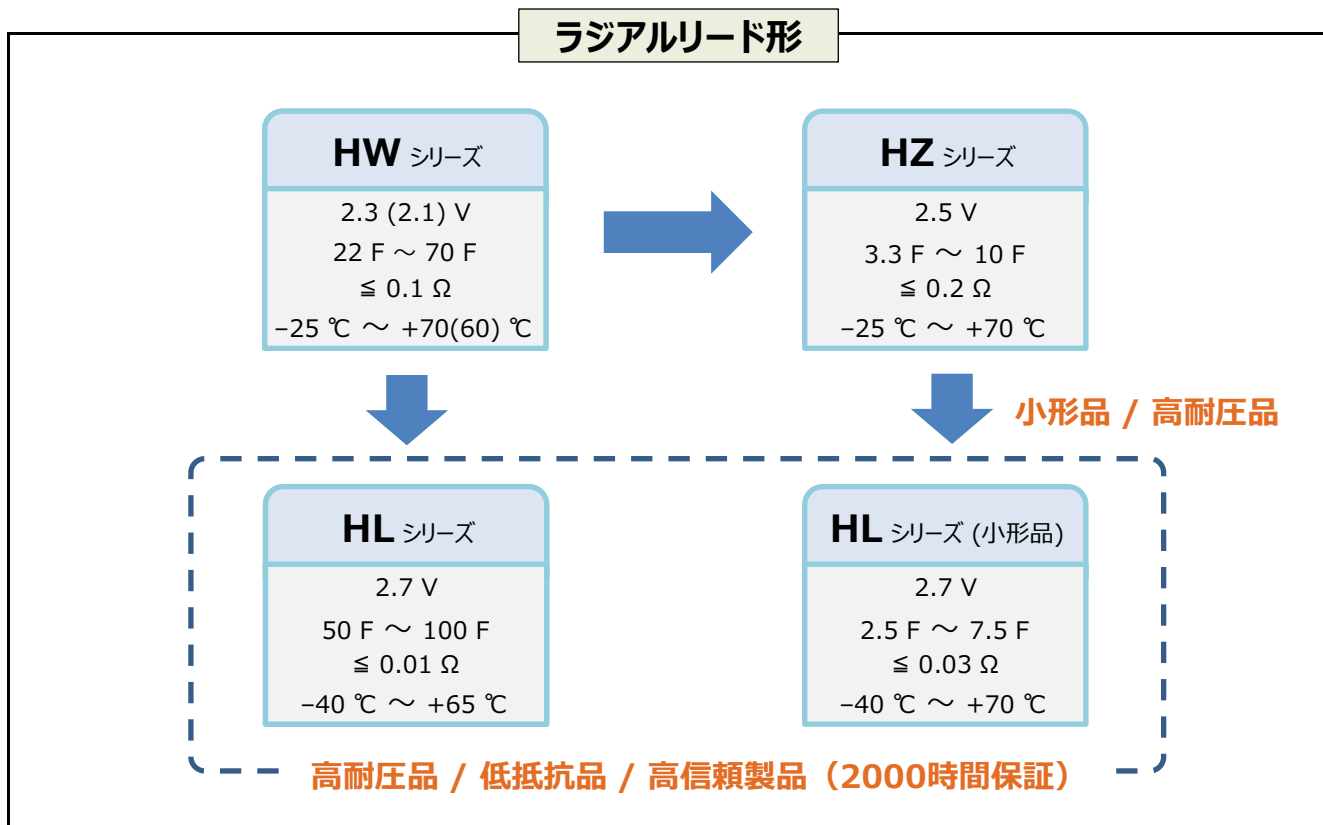 ラジアルリード形
HW シリーズ
2.3 (2.1) V
22 F ～ 70 F
≦ 0.1 Ω
–25 ℃ ～ +70(60) ℃
HZ シリーズ
2.5 V
3.3 F ～ 10 F
≦ 0.2 Ω
–25 ℃ ～ +70 ℃
小形品 / 高耐圧品
HL シリーズ
2.7 V
50 F ～ 100 F
≦ 0.01 Ω
–40 ℃ ～ +65 ℃
HL シリーズ (小形品)
2.7 V
2.5 F ～ 7.5 F
≦ 0.03 Ω
–40 ℃ ～ +70 ℃
高耐圧品 / 低抵抗品 / 高信頼製品（2000時間保証）